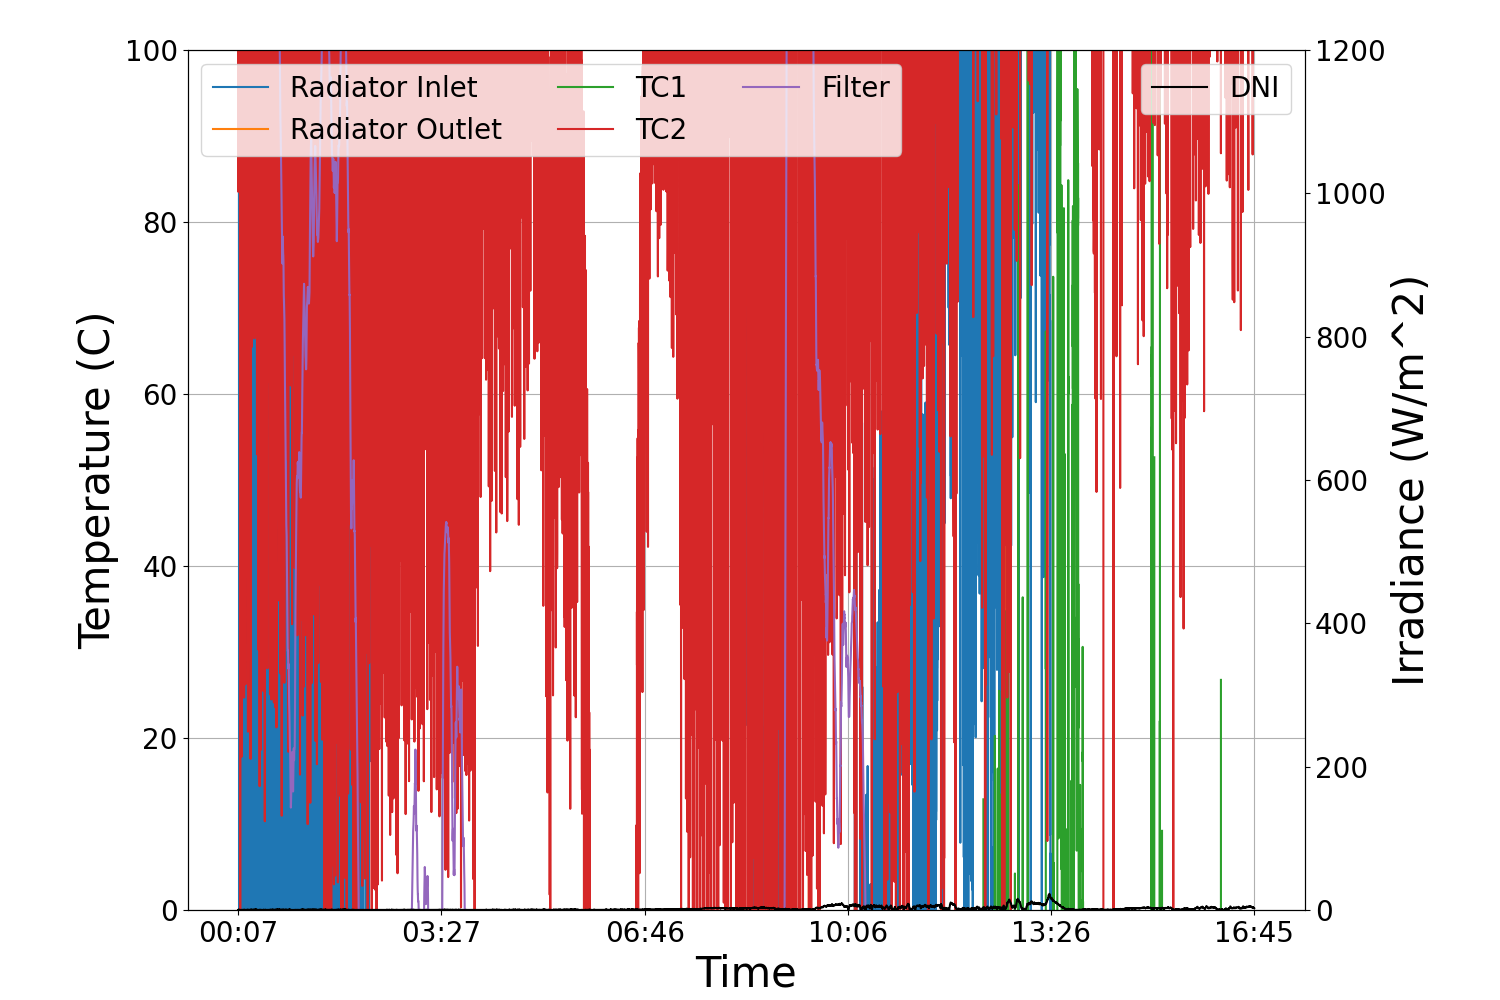 100
80
60
40
20
0
Temperature (C)
Radiator Inlet
Radiator Outlet
TC1
TC2
Filter
DNI
1200
1000
800
600
400
200
0
Irradiance (W/m^2)
00:07 03:27 06:46 10:06 13:26 16:45
Time